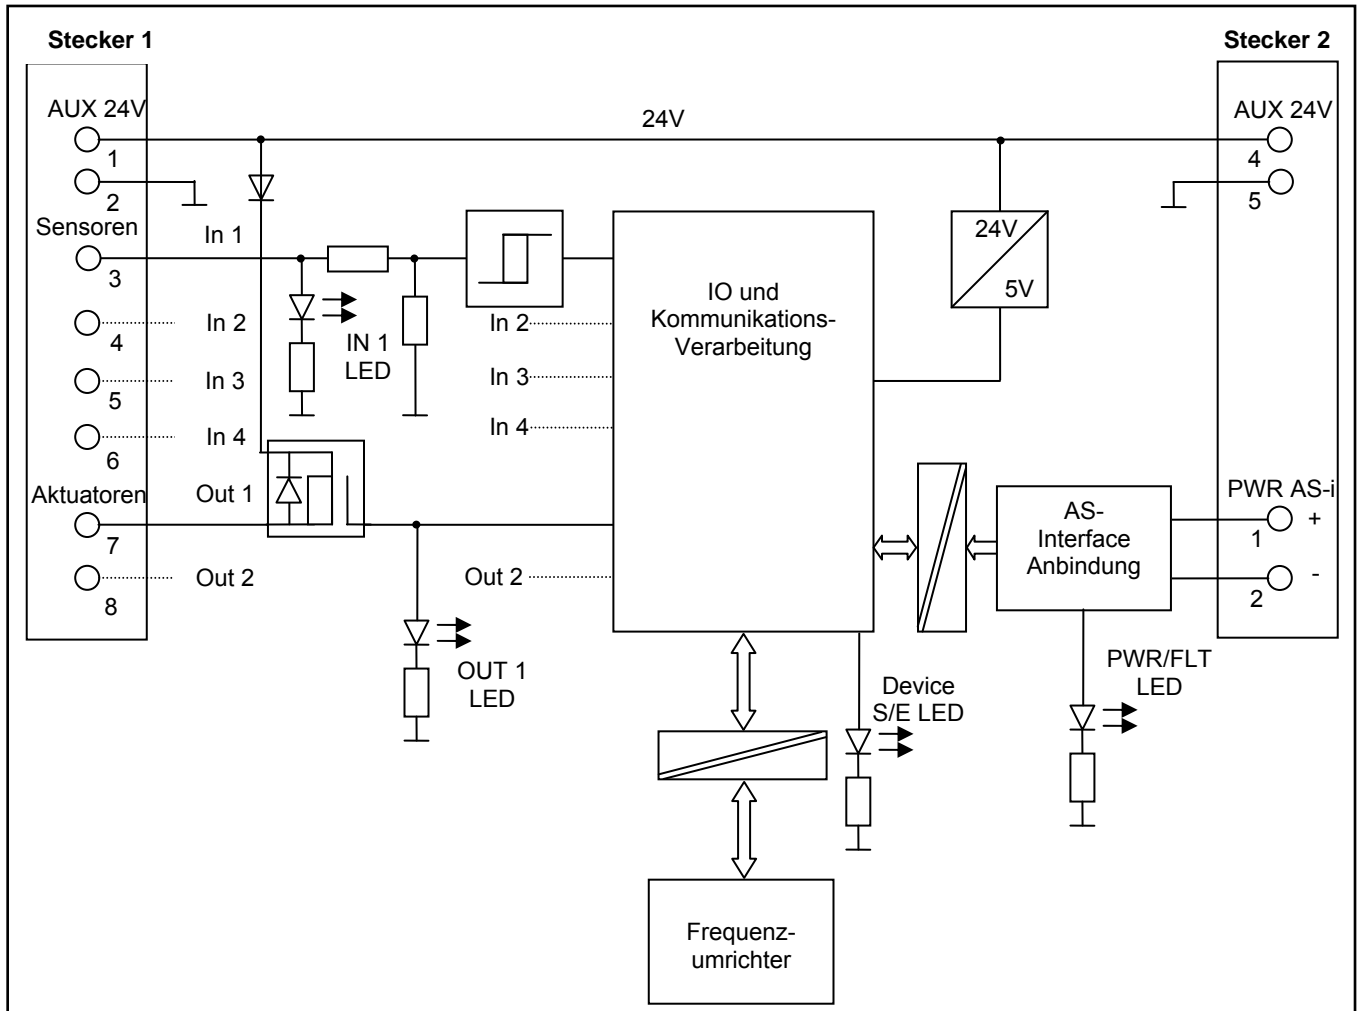 Stecker 1
Stecker 2
AUX 24V
24V
AUX 24V
1
4
2
5
Sensoren
In 1
3
24V
5V
IO und
Kommunikations-
Verarbeitung
In 2
In 2
4
IN 1
LED
In 3
In 3
5
In 4
In 4
6
Aktuatoren
Out 1
7
Out 2
Out 2
8
PWR AS-i
+
1
-
2
AS-
Interface
Anbindung
OUT 1
LED
Device
S/E LED
PWR/FLT
LED
Frequenz-
umrichter